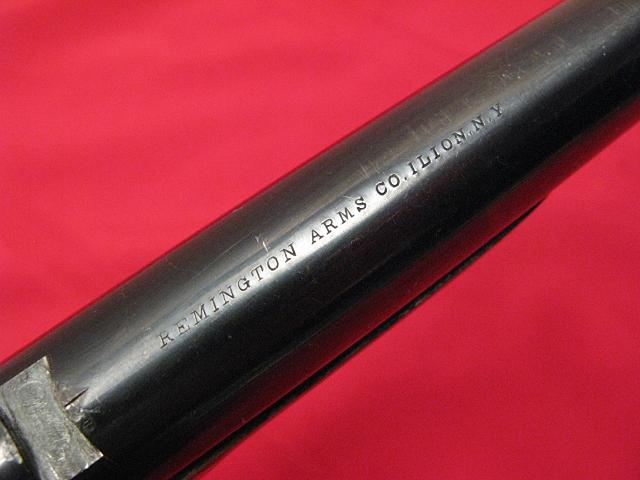 REMINGTON ARMS CO. ILION, N.Y